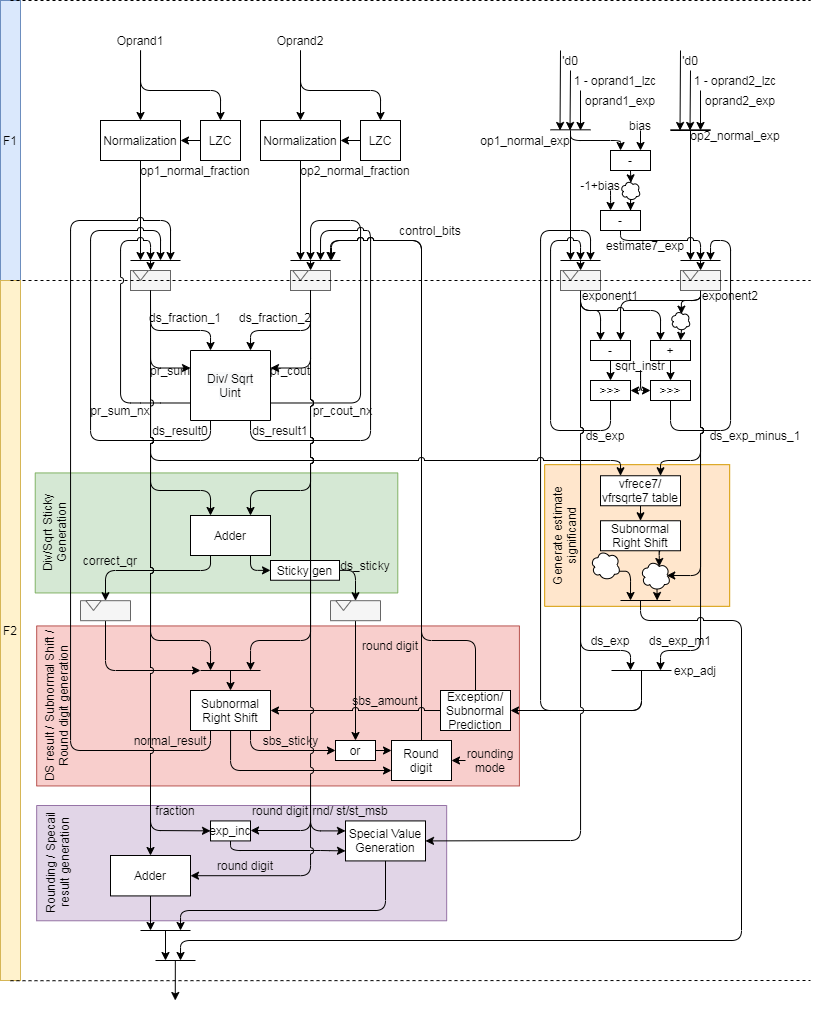 Oprand1
Oprand2
'd0
'd0
1 - oprand1_lzc
1 - oprand2_lzc
oprand1_exp
oprand2_exp
F1
Normalization
LZC
Normalization
LZC
bias
op1_normal_exp
op2_normal_exp
op1_normal_fraction
op2_normal_fraction
-
-1+bias
-
control_bits
estimate7_exp
exponent1
exponent2
ds_fraction_1
ds_fraction_2
-
+
pr_sum
Div/ Sqrt
Uint
pr_cout
sqrt_instr
>>>
>>>
pr_sum_nx
pr_cout_nx
ds_result0
ds_result1
ds_exp
ds_exp_minus_1
Div/Sqrt Sticky
Generation
Adder
correct_qr
Sticky gen
ds_sticky
Generate estimate
significand
vfrece7/
vfrsqrte7 table
Subnormal
Right Shift
F2
DS result / Subnormal Shift /
Round digit generation
round digit
ds_exp
ds_exp_m1
exp_adj
Subnormal
Right Shift
sbs_amount
Exception/
Subnormal
Prediction
normal_result
sbs_sticky
or
Round
digit
rounding
mode
Rounding / Specail
result generation
fraction
round digit
rnd/ st/st_msb
exp_inc
Special Value
Generation
Adder
round digit